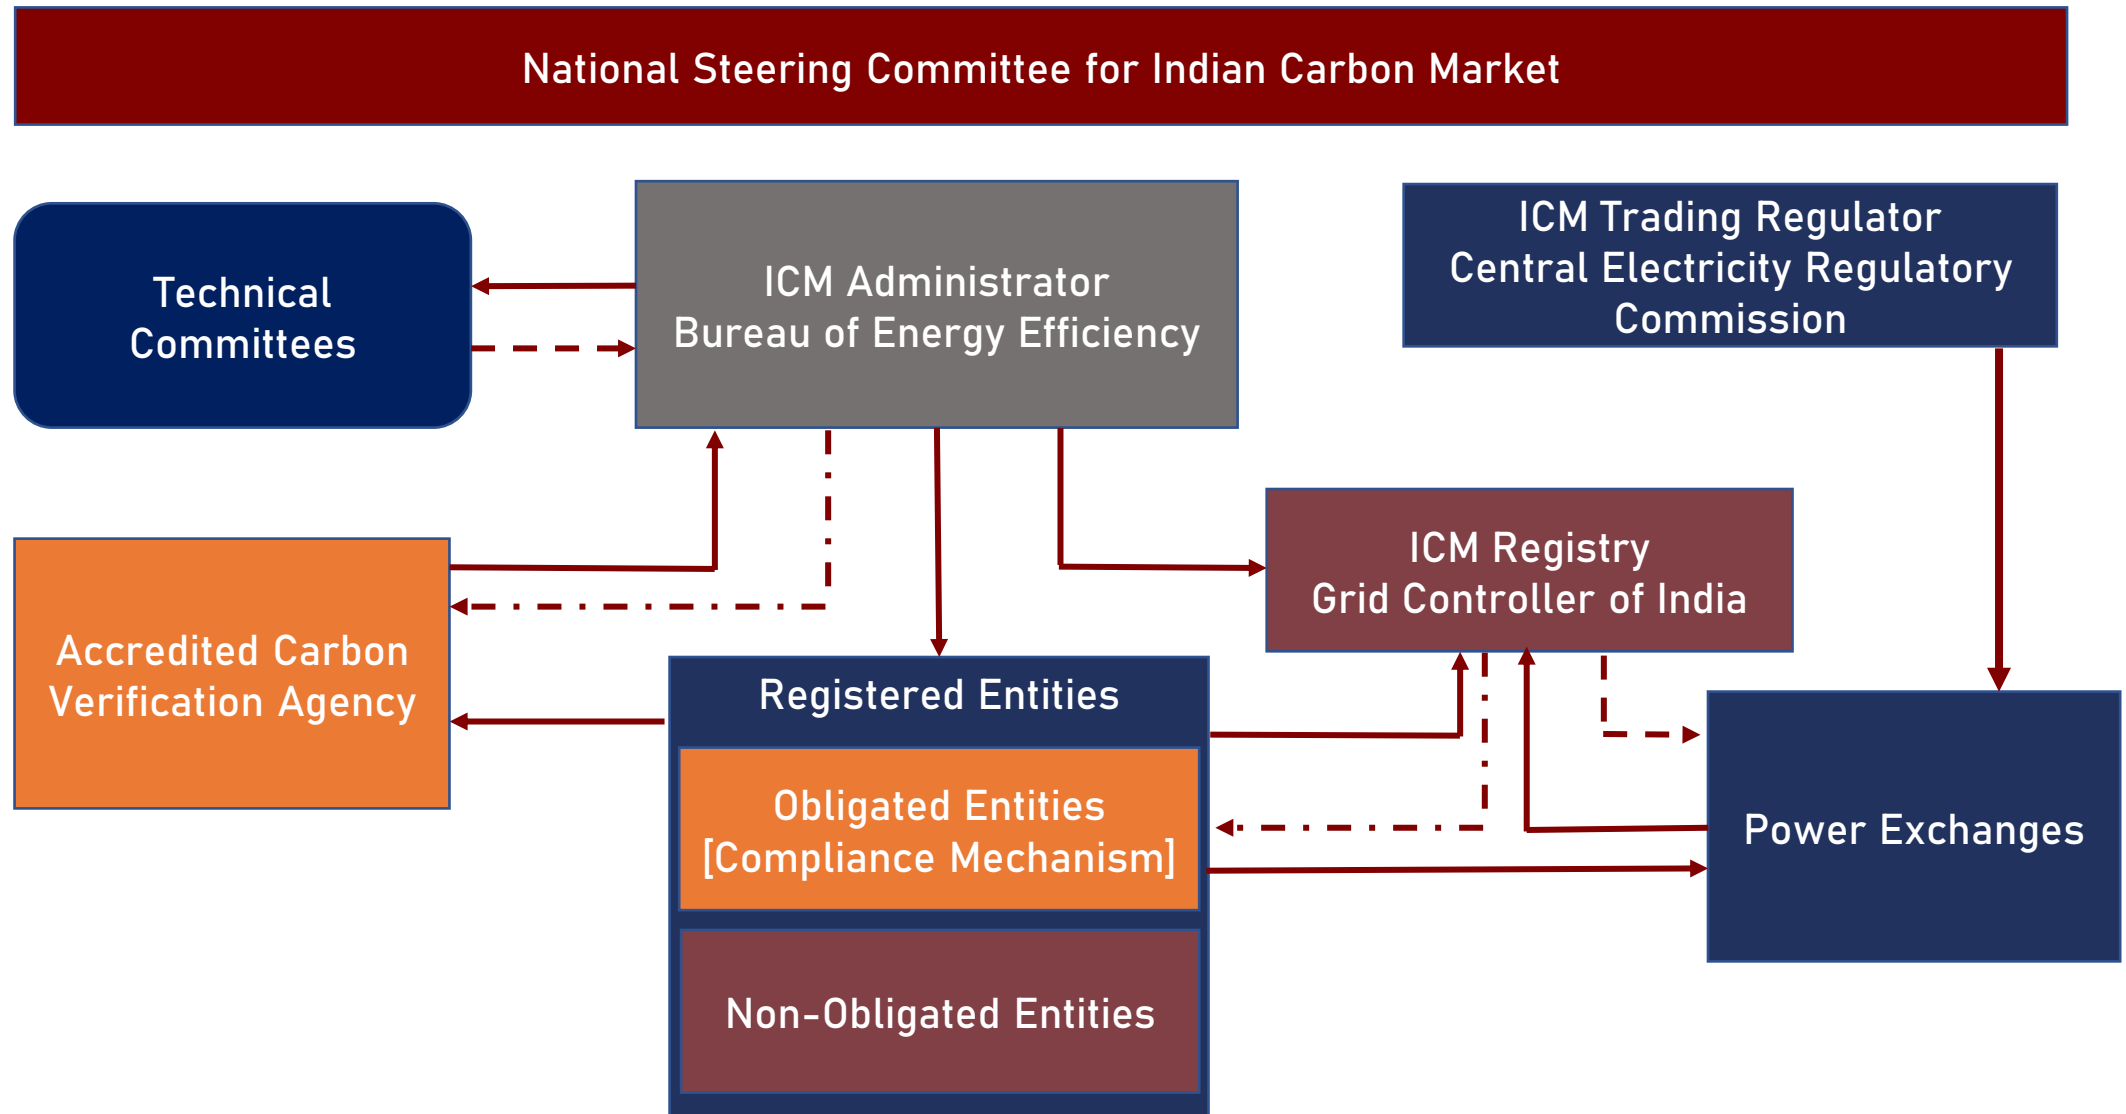 National Steering Committee for Indian Carbon Market
Technical
Committees
ICM Administrator
Bureau of Energy Efficiency
ICM Trading Regulator
Central Electricity Regulatory
Commission
ICM Registry
Grid Controller of India
Accredited Carbon
Verification Agency
Registered Entities
Obligated Entities
[Compliance Mechanism]
Non-Obligated Entities
Power Exchanges